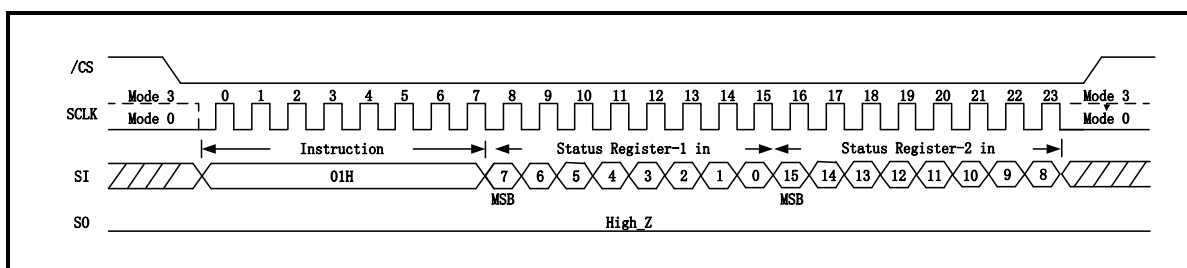 /CS
Mode 3 0 1 2 3 4 5 6 7 8 9 10 11 12 13 14 15 16 17 18 19 20 21 22 23 Mode 3
SCLK
Mode 0 Mode 0
Instruction Status Register-1 in Status Register-2 in
SI 01H 7 6 5 4 3 2 1 0 15 14 13 12 11 10 9 8
MSB MSB
SO High_Z